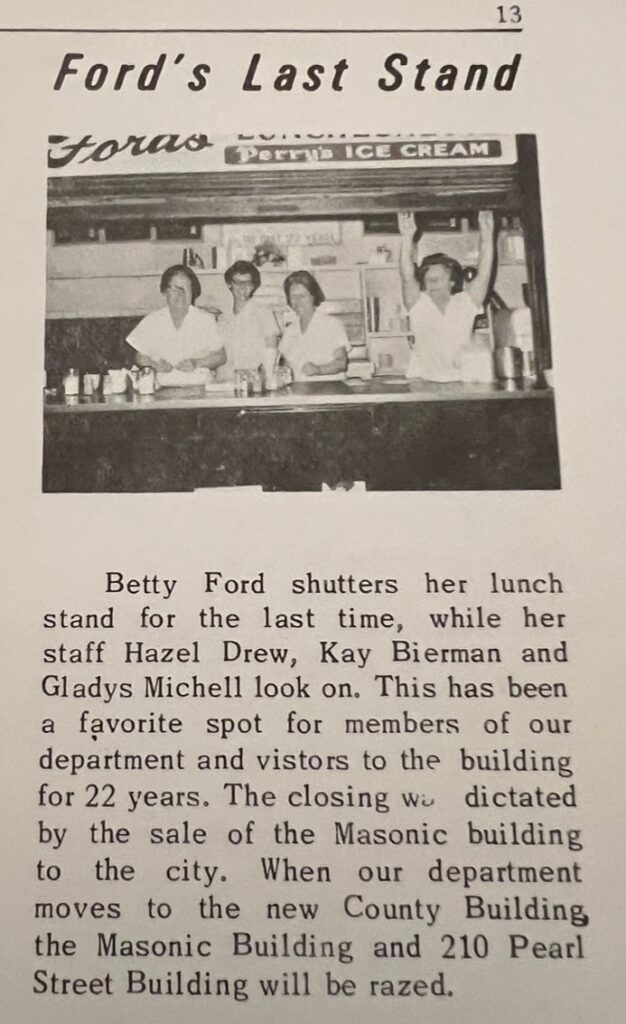 13
Ford's Last Stand
Fords
Perry's ICE CREAM
Betty Ford shutters her lunch
stand for the last time, while her
staff Hazel Drew, Kay Bierman and
Gladys Michell look on. This has been
a favorite spot for members of our
department and vistors to the building
for 22 years. The closing dictated
by the sale of the Masonic building
to the city. When our department
moves to the new County Building,
the Masonic Building and 210 Pearl
Street Building will be razed.